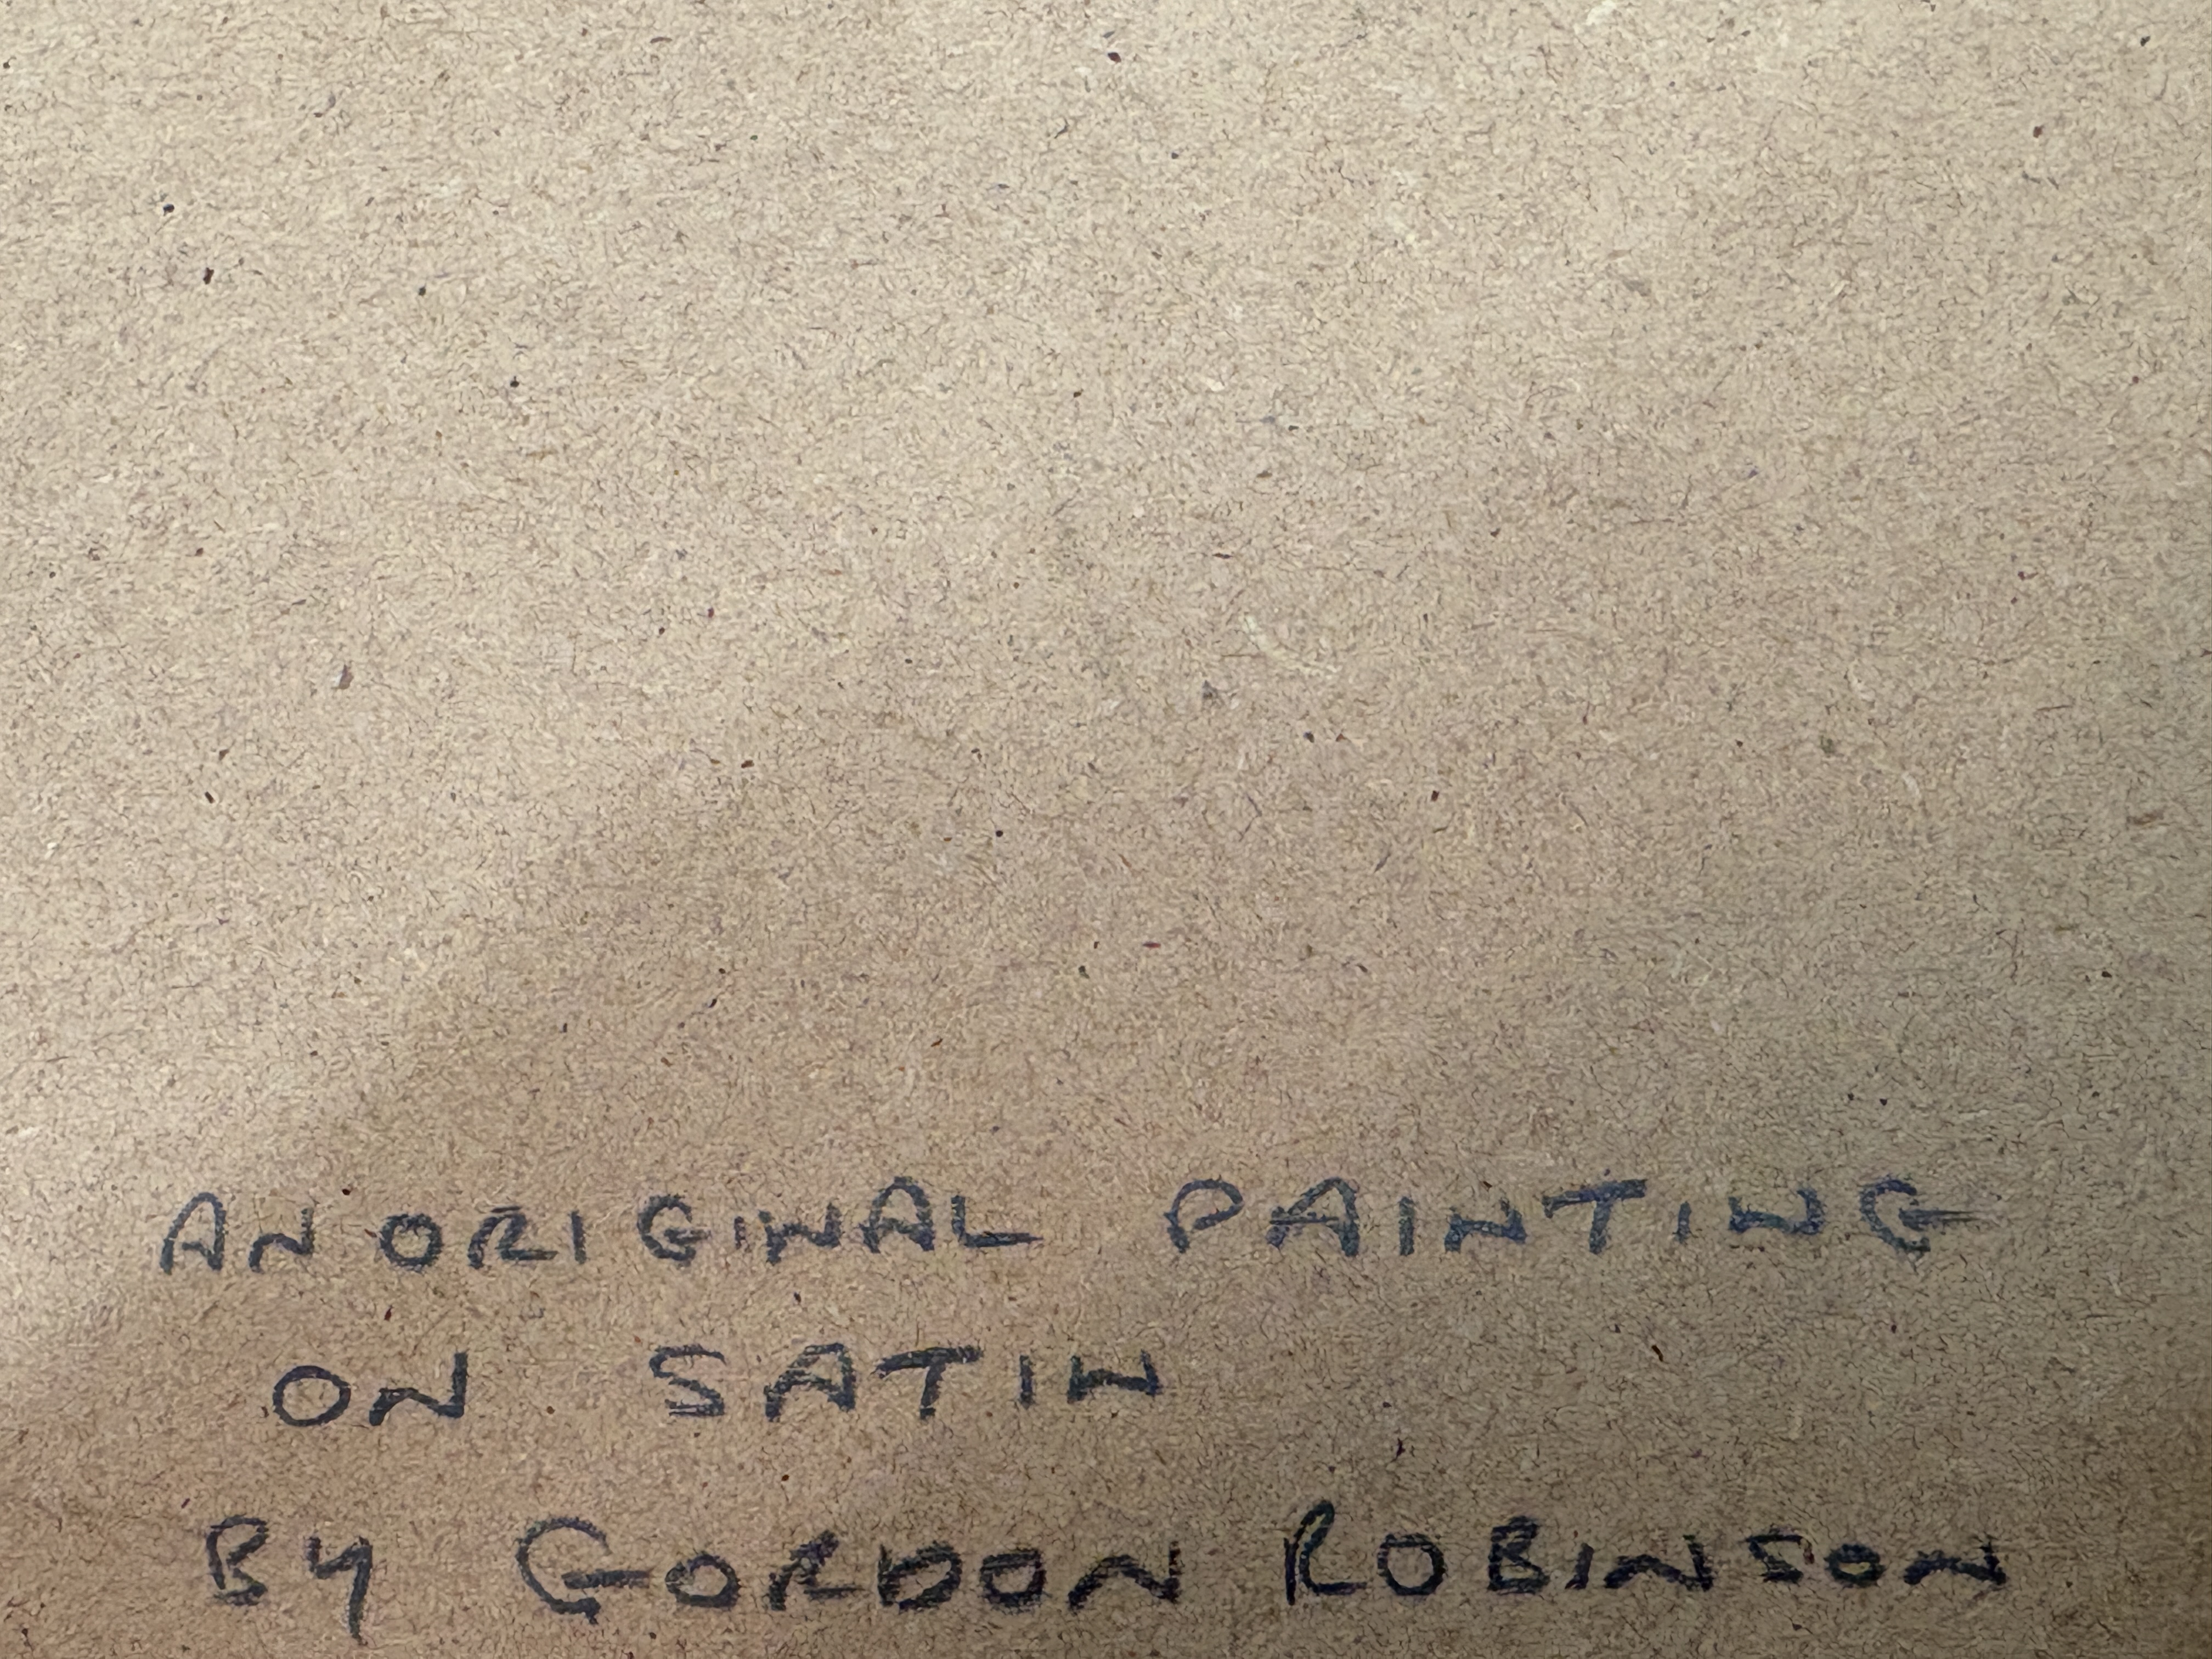 AN ORIGINAL PAINTING
ON SATIN
BY GORDON ROBINSON